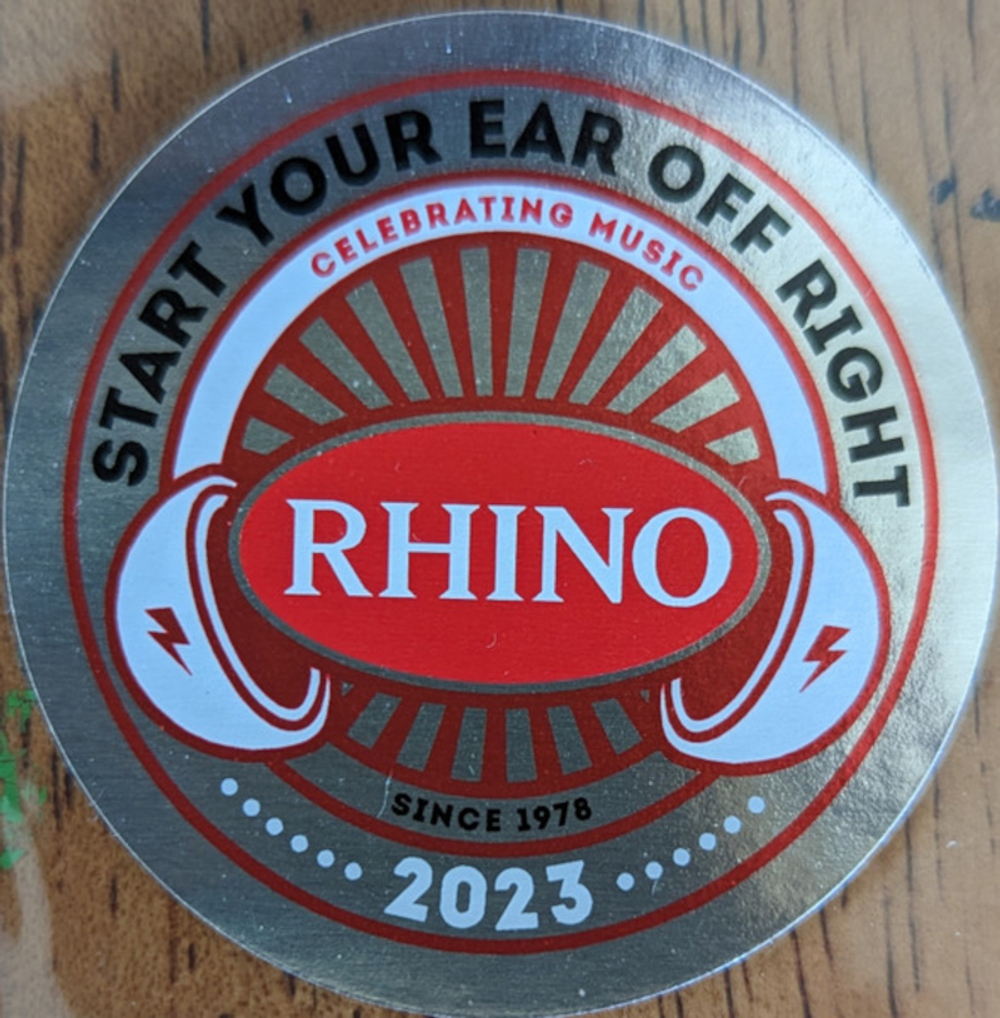 START YOUR EAR OFF RIGHT
CELEBRATING MUSIC
RHINO
SINCE 1978
2023